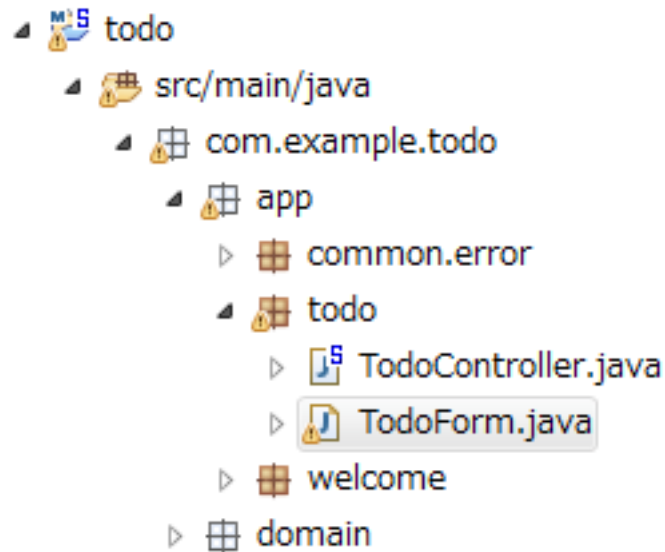 todo
src/main/java
com.example.todo
app
common.error
todo
TodoController.java
TodoForm.java
welcome
domain